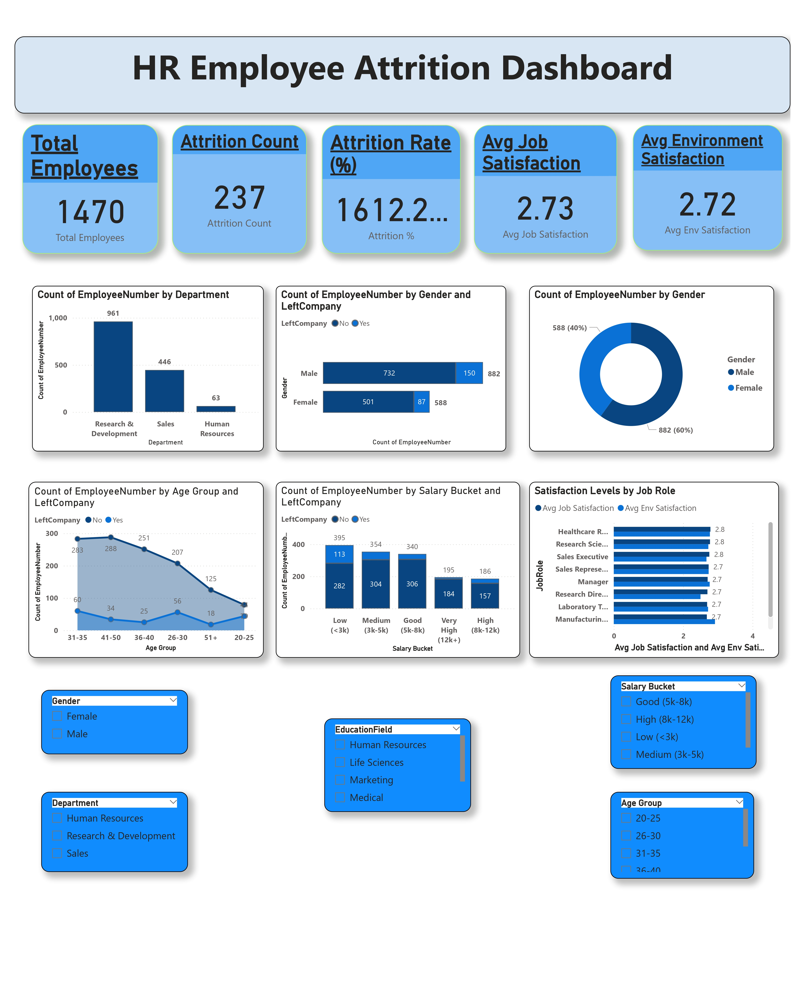 HR Employee Attrition Dashboard
Total
Employees
1470
Total Employees
Attrition Count
237
Attrition Count
Attrition Rate
(%)
1612.2...
Attrition %
Avg Job
Satisfaction
2.73
Avg Job Satisfaction
Avg Environment
Satisfaction
2.72
Avg Env Satisfaction
Count of EmployeeNumber by Department
Count of EmployeeNumber
1,000
500
0
961
446
63
Research &
Development
Sales
Human
Resources
Department
Count of EmployeeNumber by Gender and
LeftCompany
LeftCompany No Yes
Gender
Male 732 150 882
Female 501 87 588
Count of EmployeeNumber
Count of EmployeeNumber by Gender
588 (40%)
882 (60%)
Gender
Male
Female
Count of EmployeeNumber by Age Group and
LeftCompany
LeftCompany No Yes
Count of EmployeeNumber
300
200
100
0
283
288
251
207
125
60
34
25
56
18
44
31-35 41-50 36-40 26-30 51+ 20-25
Age Group
Count of EmployeeNumber by Salary Bucket and
LeftCompany
LeftCompany No Yes
Count of EmployeeNumb...
400
200
0
395
113
282
354
304
340
306
195
184
186
157
Low
(<3k)
Medium
(3k-5k)
Good
(5k-8k)
Very
High
(12k+)
High
(8k-12k)
Salary Bucket
Satisfaction Levels by Job Role
Avg Job Satisfaction Avg Env Satisfaction
JobRole
Healthcare R... 2.8
Research Scie... 2.8
Sales Executive 2.8
Sales Represe... 2.7
Manager 2.7
Research Dire... 2.7
Laboratory T... 2.7
Manufacturin... 2.7
0 2 4
Avg Job Satisfaction and Avg Env Sati...
Gender
Female
Male
Department
Human Resources
Research & Development
Sales
EducationField
Human Resources
Life Sciences
Marketing
Medical
Salary Bucket
Good (5k-8k)
High (8k-12k)
Low (<3k)
Medium (3k-5k)
Age Group
20-25
26-30
31-35
36-40